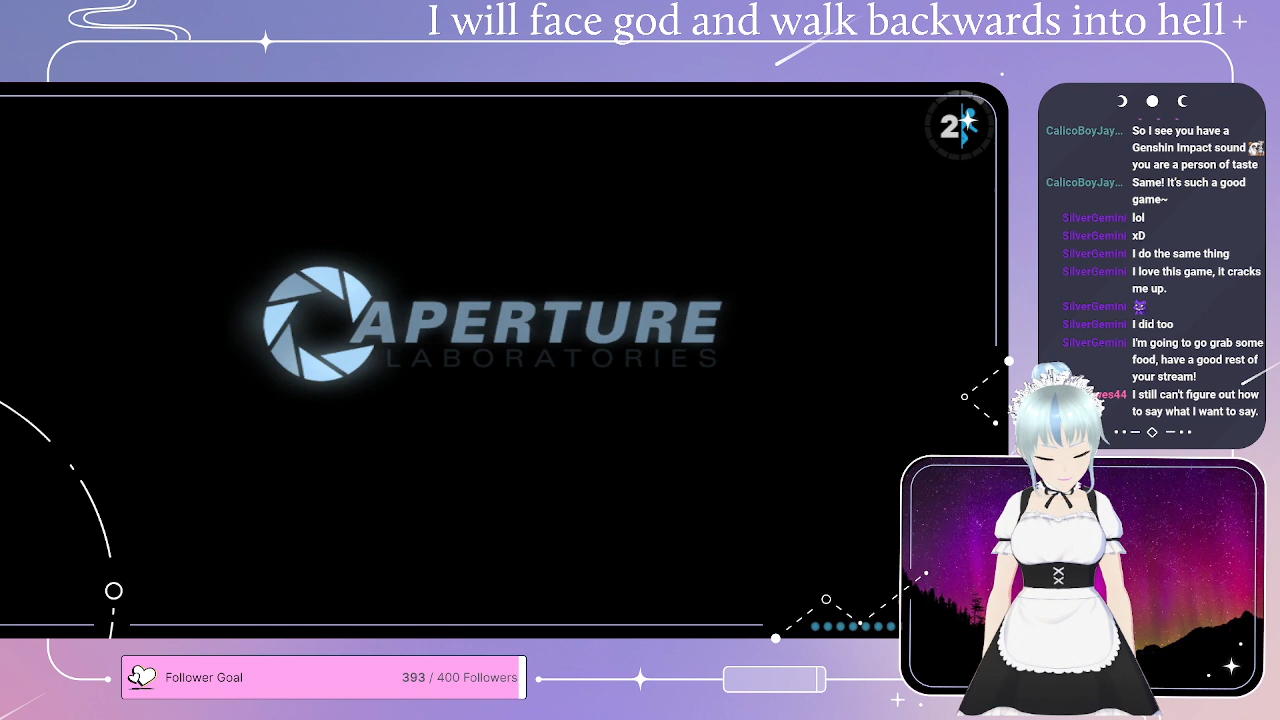 I will face god and walk backwards into hell
2
CalicoBoyJay... So I see you have a
Genshin Impact sound
you are a person of taste
CalicoBoyJay... Same! It's such a good
game~
SilverGemini lol
SilverGemini xD
SilverGemini I do the same thing
SilverGemini I love this game, it cracks
me up.
SilverGemini
SilverGemini I did too
SilverGemini I'm going to go grab some
food, have a good rest of
your stream!
I still can't figure out how
to say what I want to say.
APERTURE
LABORATORIES
Follower Goal 393 / 400 Followers